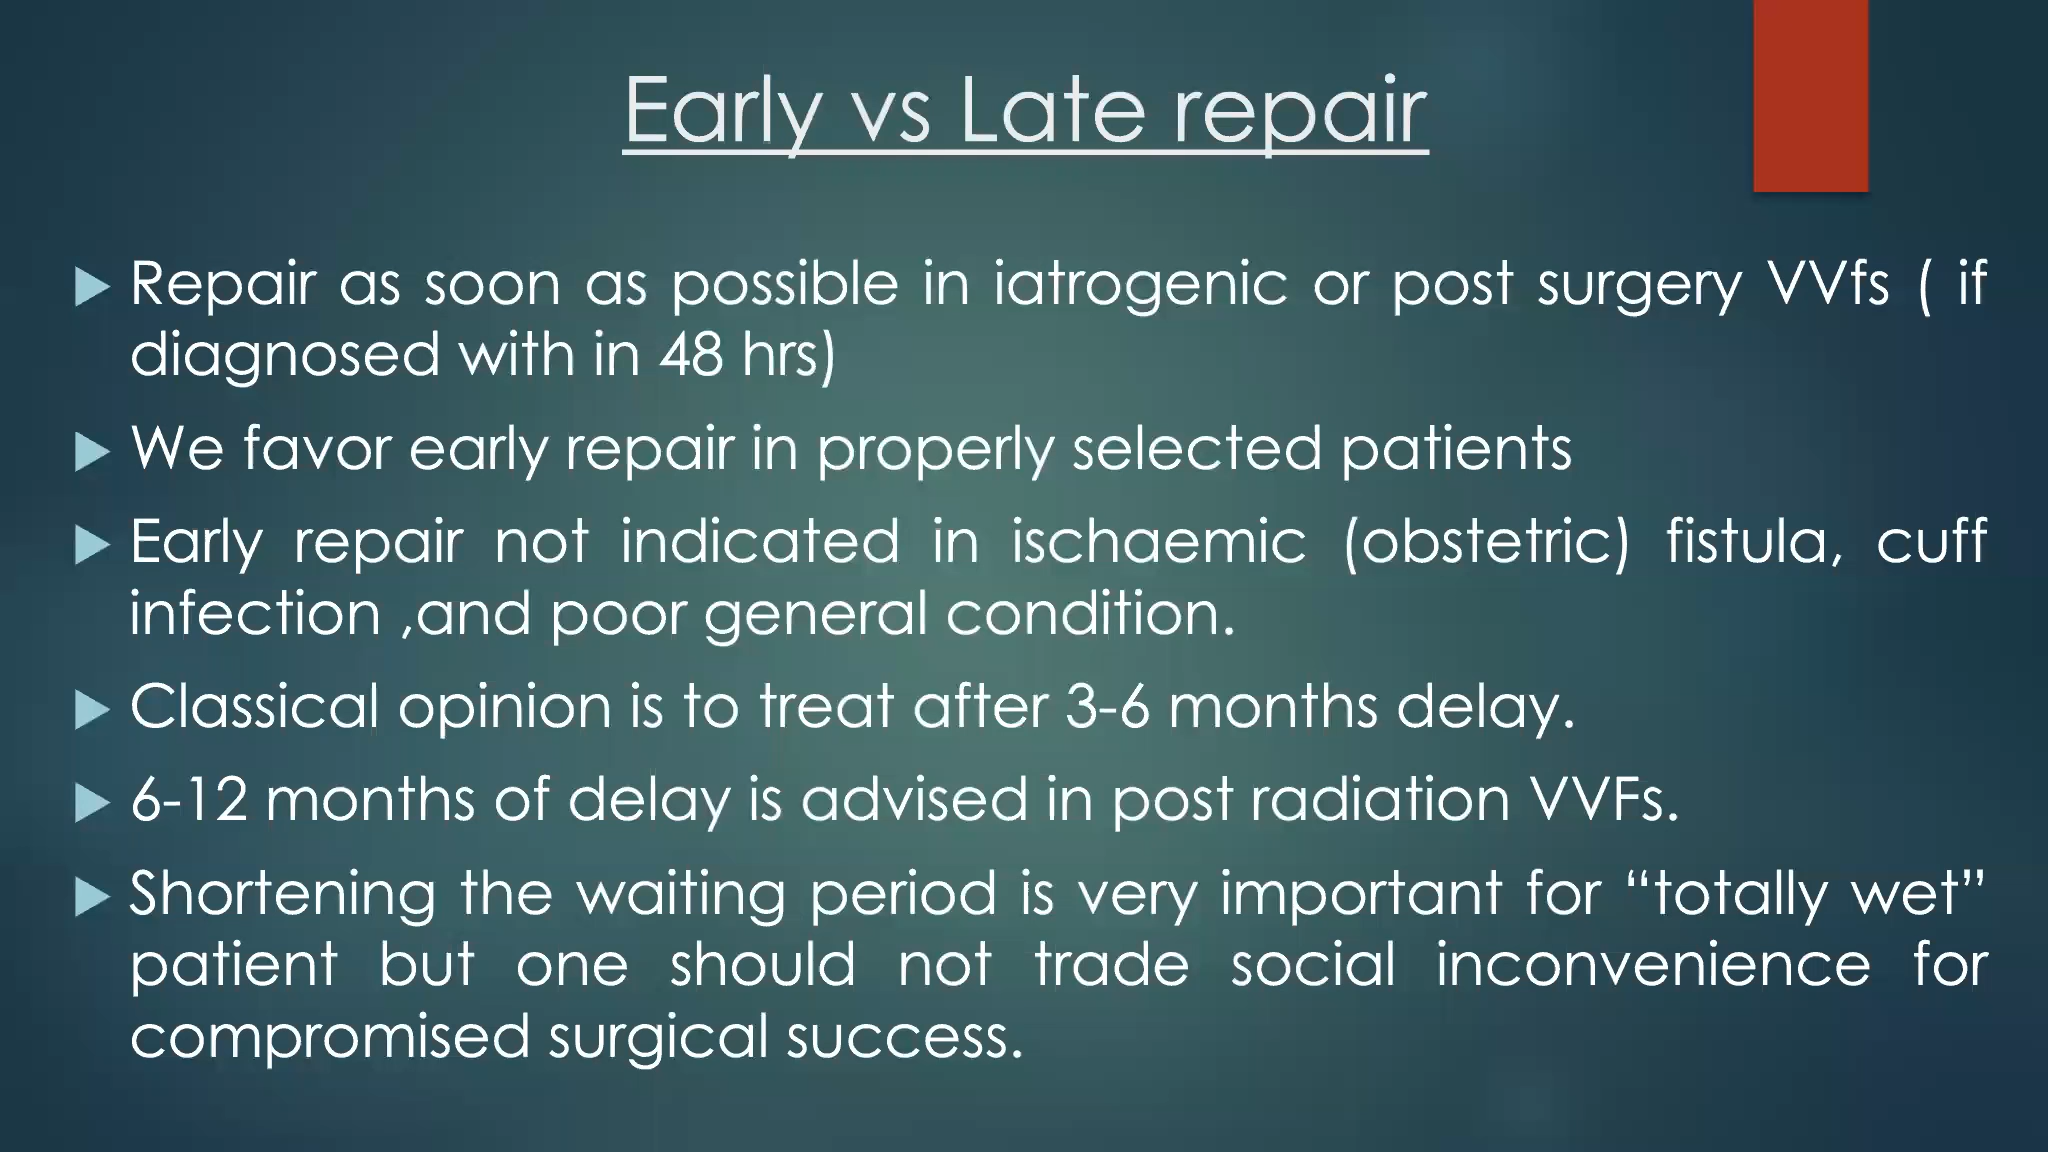 Early vs Late repair
Repair as soon as possible in iatrogenic or post surgery VVfs ( if
diagnosed with in 48 hrs)
We favor early repair in properly selected patients
Early repair not indicated in ischaemic (obstetric) fistula, cuff
infection ,and poor general condition.
Classical opinion is to treat after 3-6 months delay.
6-12 months of delay is advised in post radiation VVFs.
Shortening the waiting period is very important for “totally wet”
patient but one should not trade social inconvenience for
compromised surgical success.